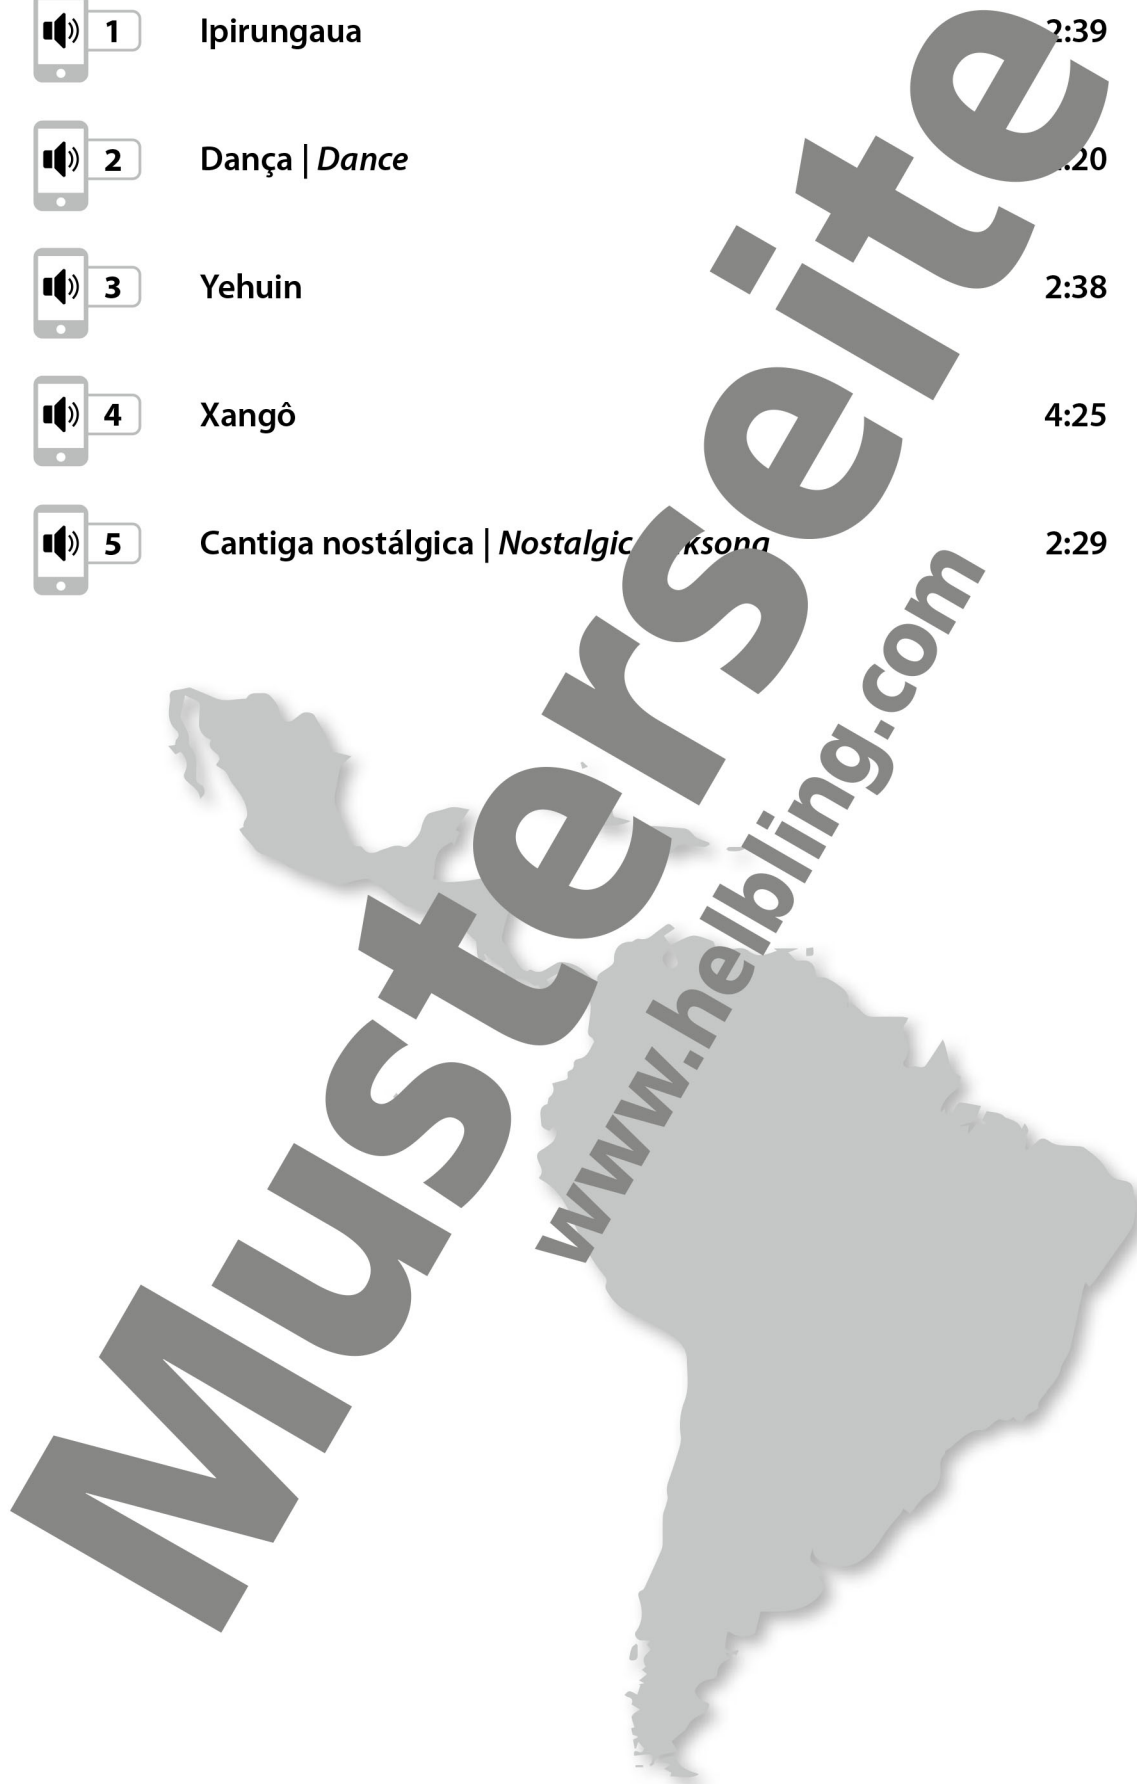 1 Ipirungaua 2:39
2 Dança | Dance
3 Yehuin 2:38
4 Xangô 4:25
5 Cantiga nostálgica | Nostalgic 2:29
Musterseite
www.helbling.com